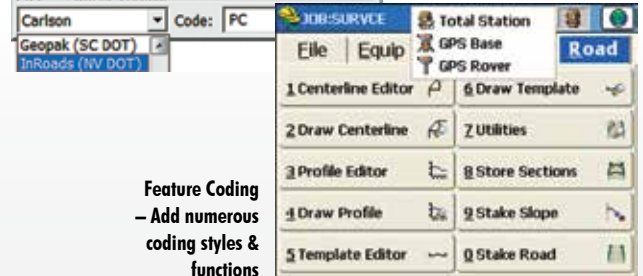 Carlson
Code: PC
Geopak (SC DOT)
InRoads (NV DOT)
Feature Coding
– Add numerous
coding styles &
functions
JOB:SURVCE
Total Station
GPS Base
GPS Rover
File
Equip
Road
1 Centerline Editor
6 Draw Template
2 Draw Centerline
7 Utilities
3 Profile Editor
8 Store Sections
4 Draw Profile
9 Stake Slope
5 Template Editor
0 Stake Road